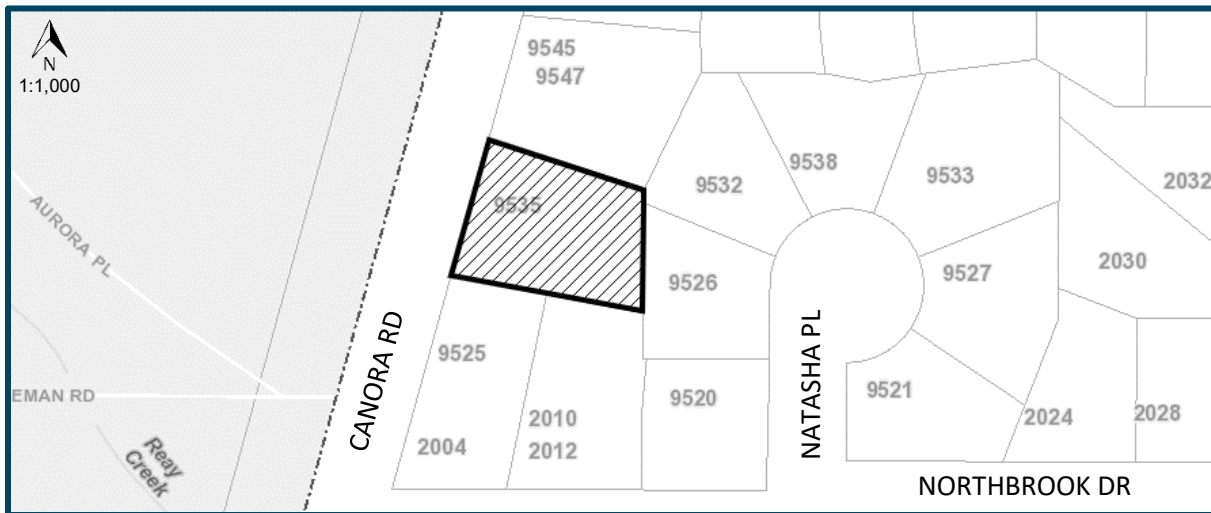 N
1:1,000
9545
9547
9535
9532
9538
9533
2032
AURORA PL
9526
9527
2030
CANORA RD
NATASHA PL
9525
9520
9521
EMAN RD
2010
2012
2024
2028
2004
Reay
Creek
NORTHBROOK DR